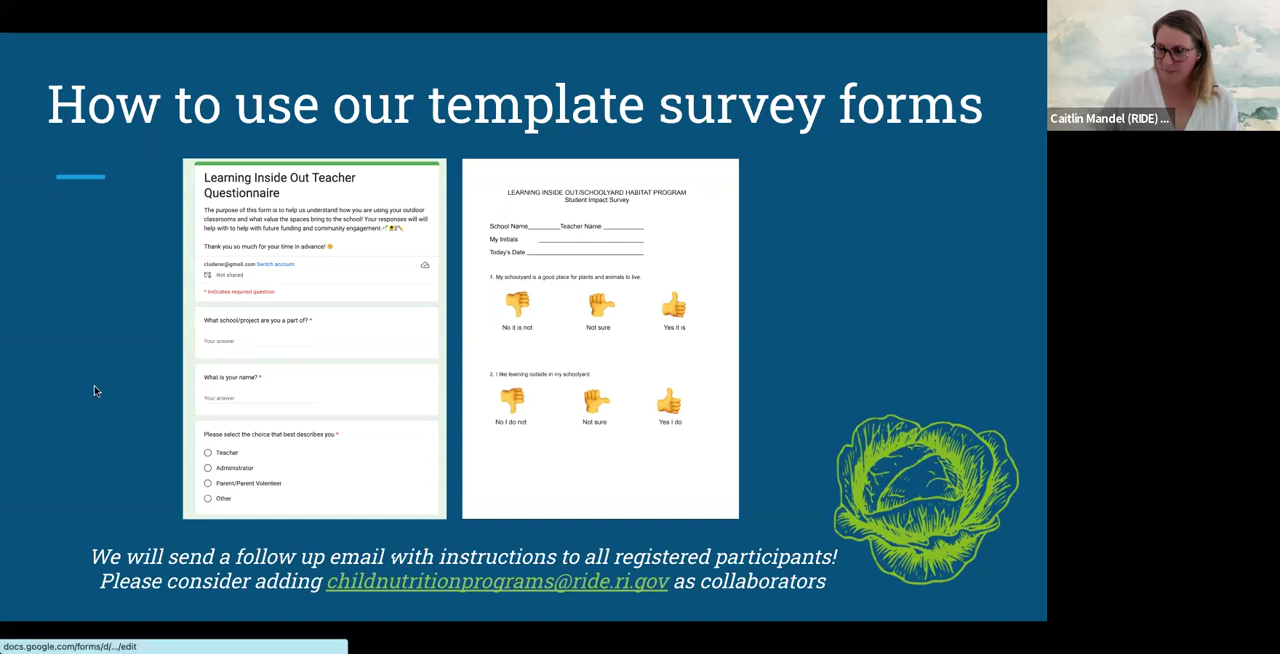 How to use our template survey forms
Caitlin Mandel (RIDE) ...
Learning Inside Out Teacher
Questionnaire
The purpose of this form is to help us understand how you are using your outdoor
classrooms and what value the spaces bring to the school! Your responses will will
help with to help with future funding and community engagement.
Thank you so much for your time in advance!
cluderer@gmail.com Switch account
Not shared
* Indicates required question
What school/project are you a part of? *
Your answer
What is your name? *
Your answer
Please select the choice that best describes you *
Teacher
Administrator
Parent/Parent Volenteer
Other
LEARNING INSIDE OUT/SCHOOLYARD HABITAT PROGRAM
Student Impact Survey
School Name________Teacher Name __________
My Initials __________________________
Today's Date _____________________________
1. My schoolyard is a good place for plants and animals to live.
No it is not Not sure Yes it is
2. I like learning outside in my schoolyard.
No I do not Not sure Yes I do
We will send a follow up email with instructions to all registered participants!
Please consider adding childnutritionprograms@ride.ri.gov as collaborators
docs.google.com/forms/d/.../edit